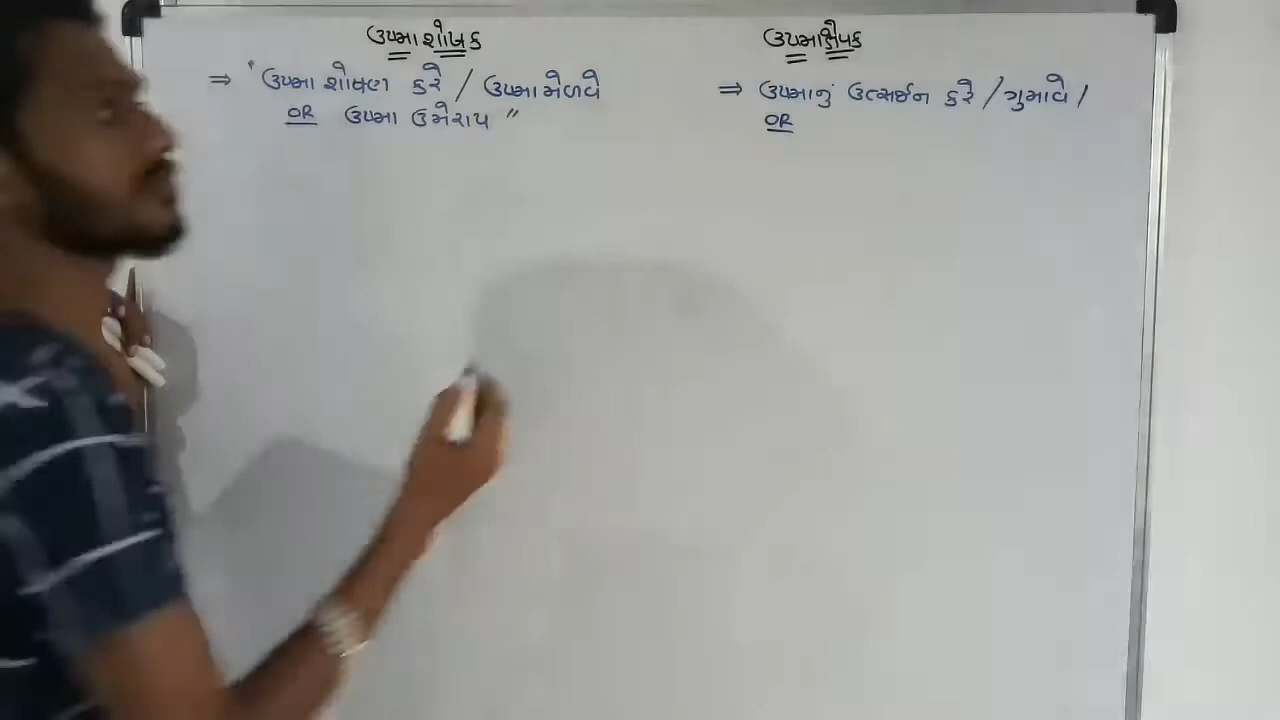 ઉષ્માશોષક
⇒ "ઉષ્મા શોષણ કરે / ઉષ્મા મેળવે
OR ઉષ્મા ઉમેરાય "
ઉષ્માક્ષેપક
⇒ ઉષ્માનું ઉત્સર્જન કરે / ગુમાવે /
OR